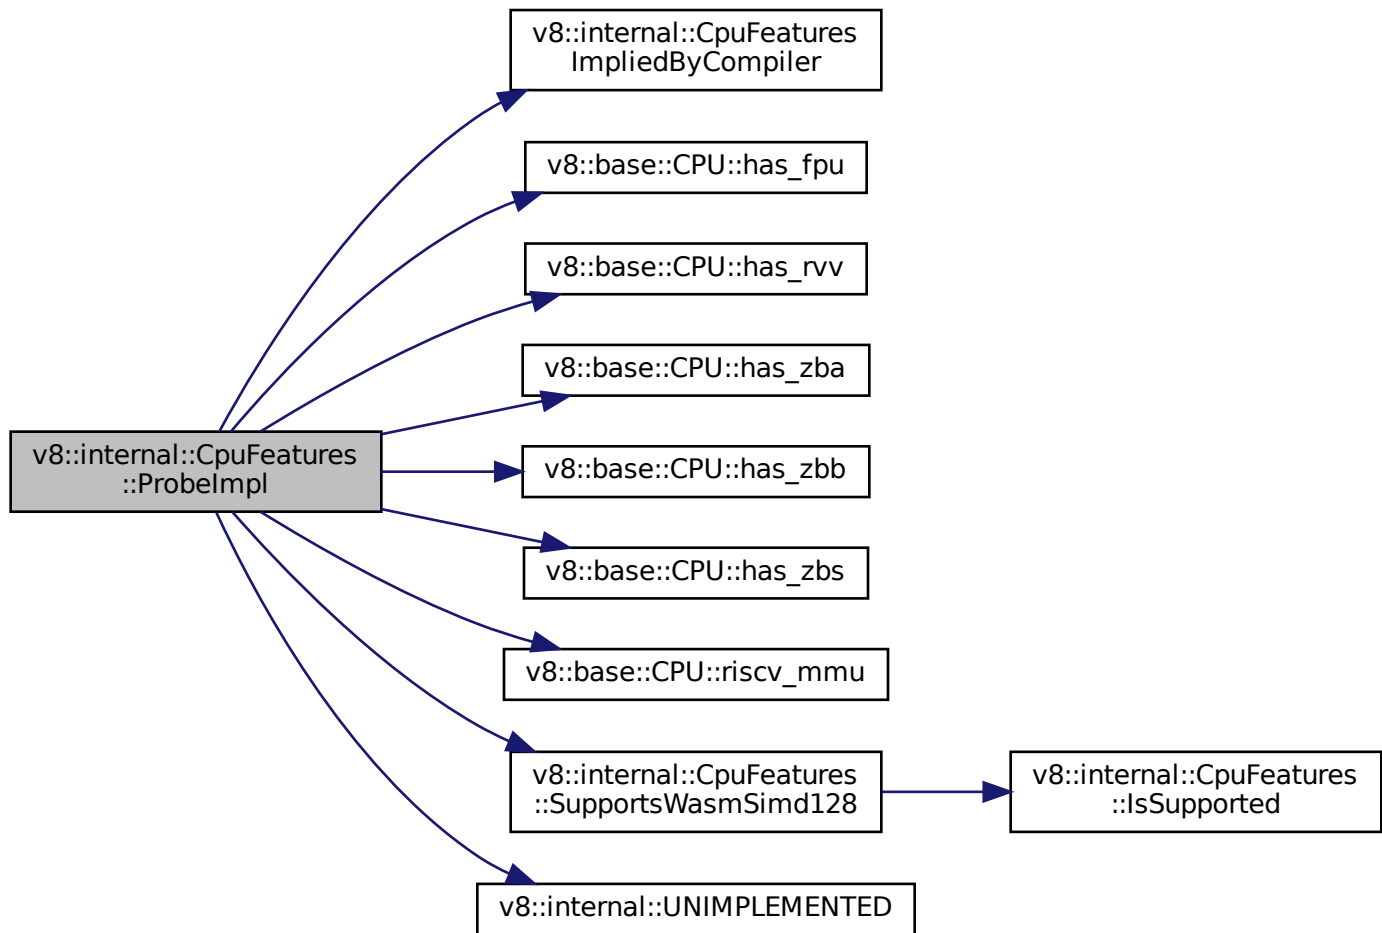 v8::internal::CpuFeatures
ImpliedByCompiler
v8::base::CPU::has_fpu
v8::base::CPU::has_rvv
v8::base::CPU::has_zba
v8::internal::CpuFeatures
::ProbeImpl
v8::base::CPU::has_zbb
v8::base::CPU::has_zbs
v8::base::CPU::riscv_mmu
v8::internal::CpuFeatures
::SupportsWasmSimd128
v8::internal::CpuFeatures
::IsSupported
v8::internal::UNIMPLEMENTED